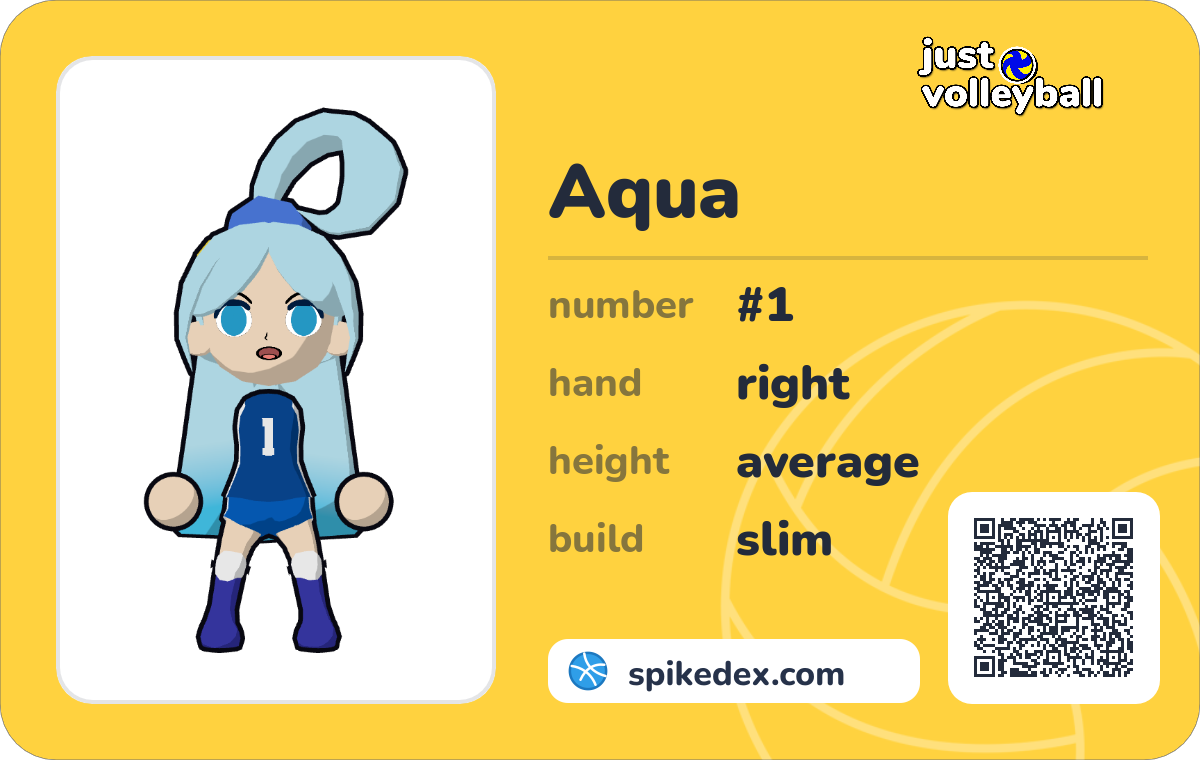 just
volleyball
Aqua
number #1
hand right
height average
build slim
1
spikedex.com